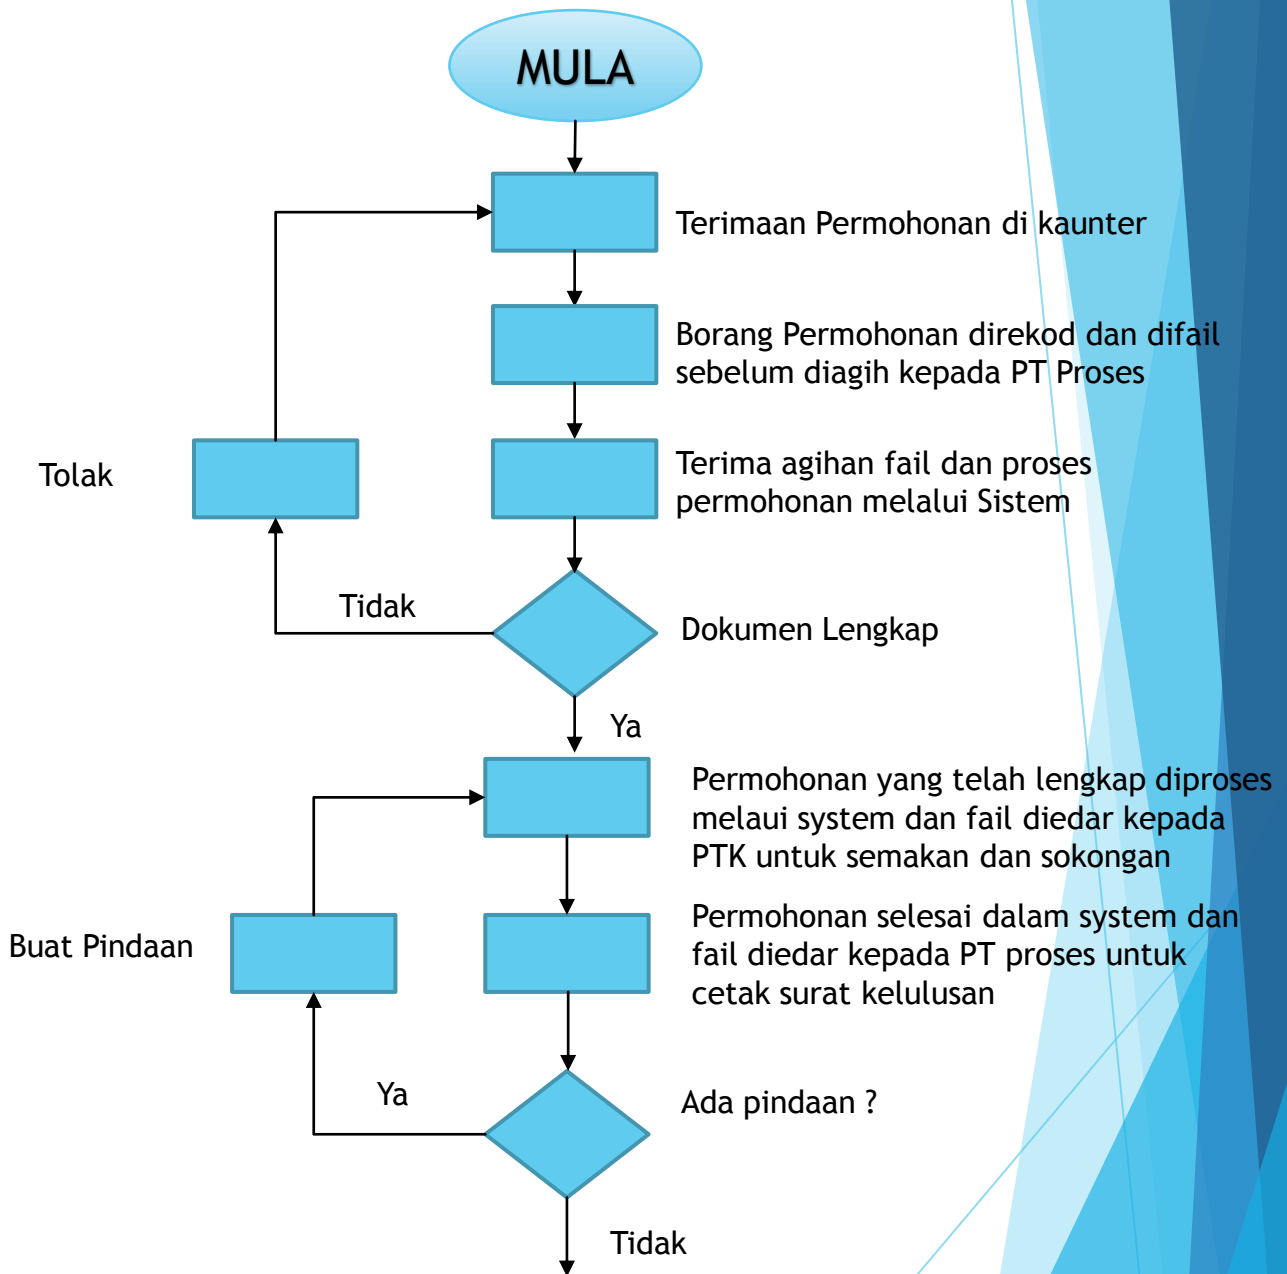 MULA
Terimaan Permohonan di kaunter
Borang Permohonan direkod dan difail
sebelum diagih kepada PT Proses
Tolak
Terima agihan fail dan proses
permohonan melalui Sistem
Tidak
Dokumen Lengkap
Ya
Permohonan yang telah lengkap diproses
melaui system dan fail diedar kepada
PTK untuk semakan dan sokongan
Buat Pindaan
Permohonan selesai dalam system dan
fail diedar kepada PT proses untuk
cetak surat kelulusan
Ya
Ada pindaan ?
Tidak